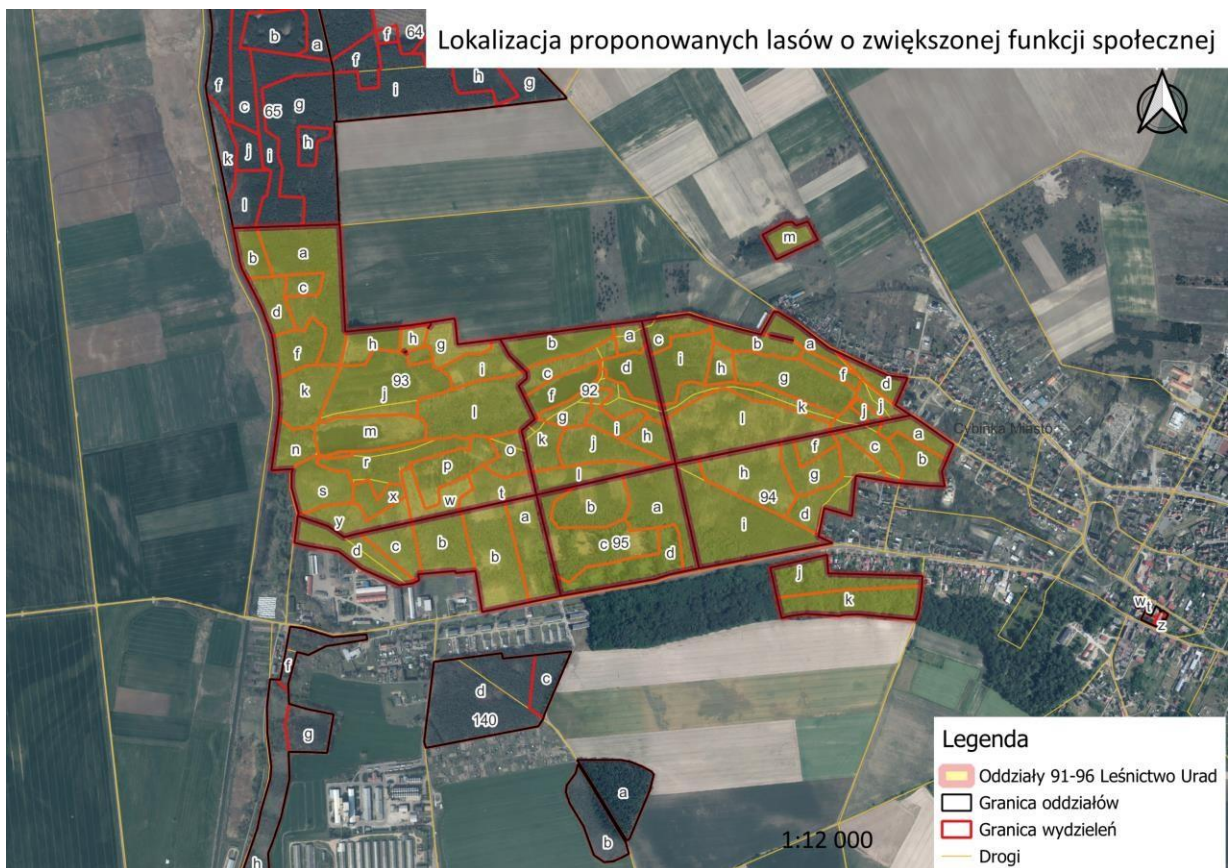 Lokalizacja proponowanych lasów o zwiększonej funkcji społecznej
b
a
f
64
f
f
i
h
g
c
65
g
h
k
j
i
l
m
b
a
c
d
f
h
h
g
i
k
93
j
l
m
n
r
p
o
s
x
w
t
y
b
a
c
d
92
f
g
i
h
k
j
l
c
b
a
i
h
g
f
d
j
j
l
k
Cybinka Miasto
f
c
a
b
h
g
94
d
i
a
b
b
c
d
b
a
c 95
d
j
k
w
t
z
f
g
h
d
c
140
a
b
1:12 000
Legenda
Oddziały 91-96 Leśnictwo Urad
Granica oddziałów
Granica wydzieleń
Drogi